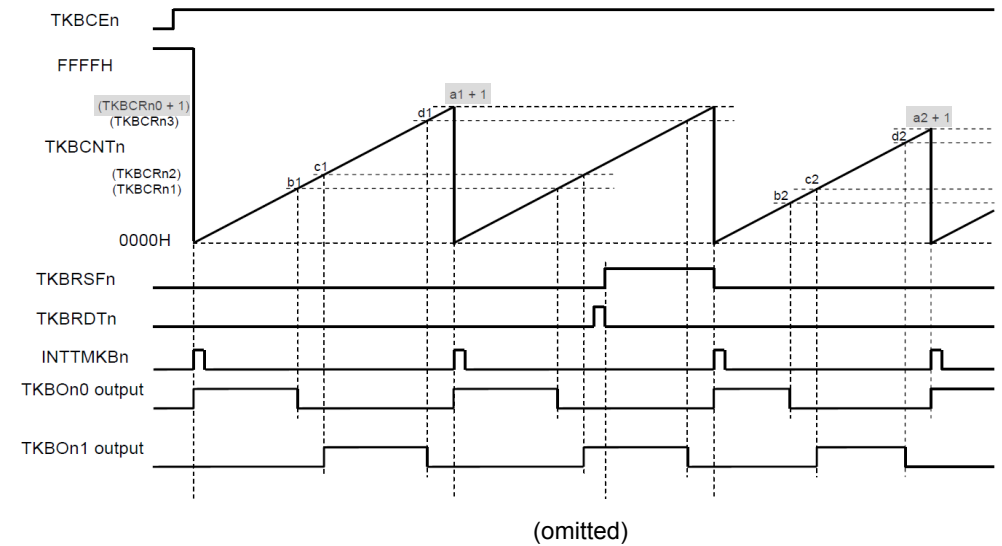 TKBCEn
FFFFH
a1 + 1
(TKBCRn0 + 1)
d1
a2 + 1
(TKBCRn3)
d2
TKBCNTn
c1
(TKBCRn2)
c2
(TKBCRn1)
b1
b2
0000H
TKBRSFn
TKBRDTn
INTTMKBn
TKBOn0 output
TKBOn1 output
(omitted)